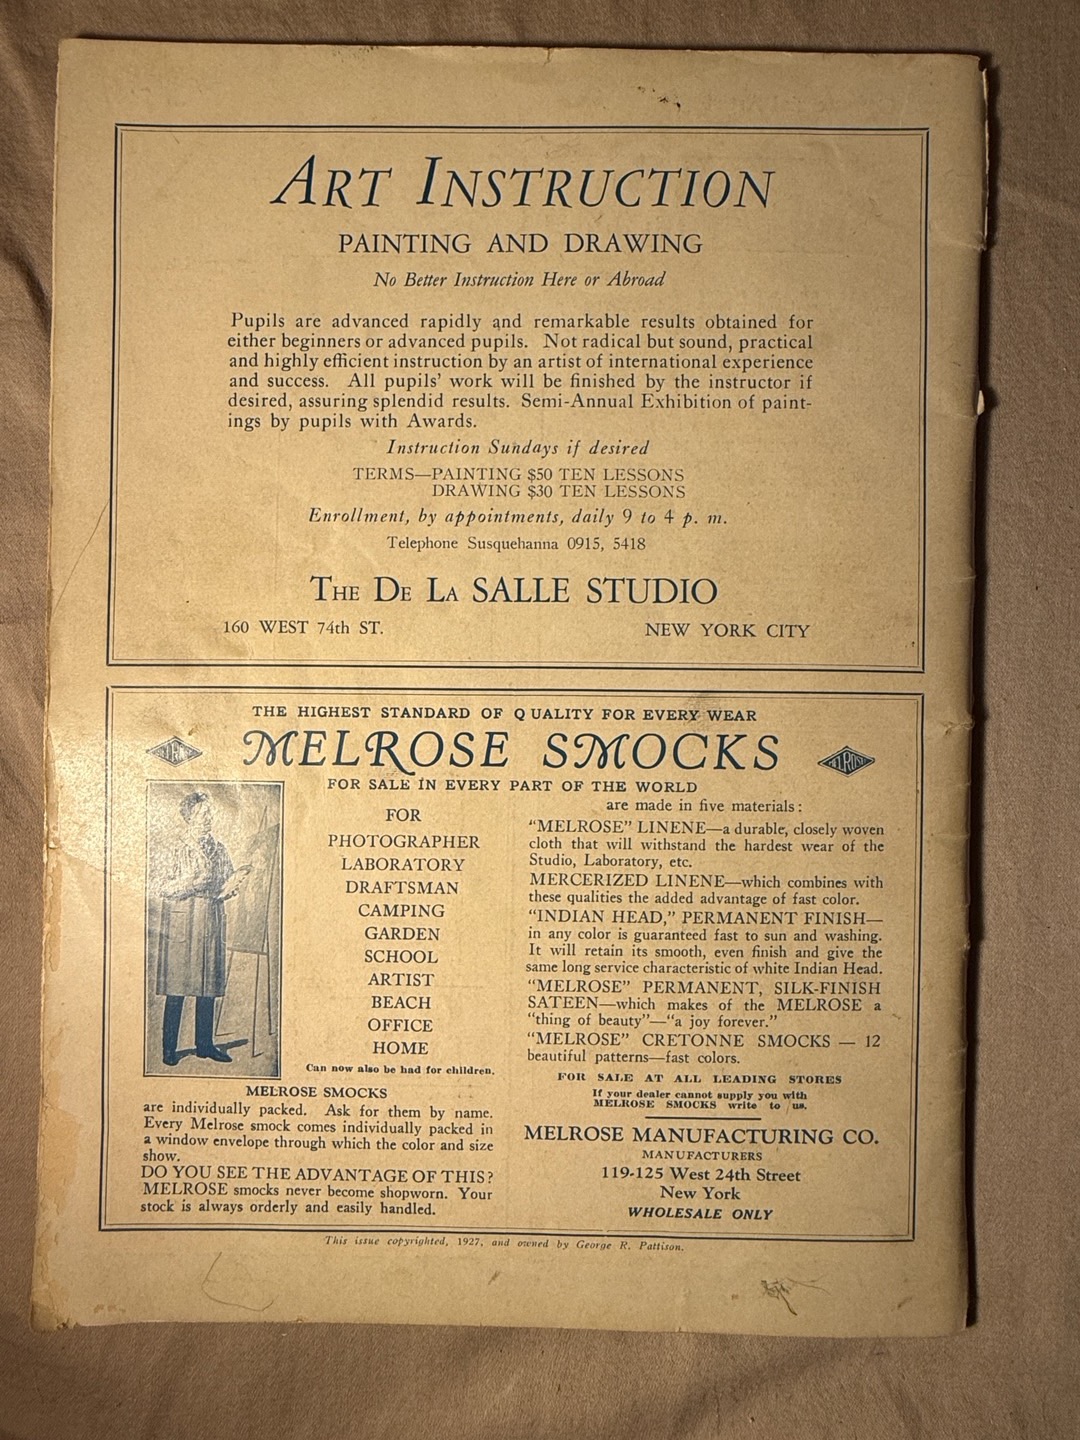 ART INSTRUCTION
PAINTING AND DRAWING
No Better Instruction Here or Abroad
Pupils are advanced rapidly and remarkable results obtained for
either beginners or advanced pupils. Not radical but sound, practical
and highly efficient instruction by an artist of international experience
and success. All pupils' work will be finished by the instructor if
desired, assuring splendid results. Semi-Annual Exhibition of paint-
ings by pupils with Awards.
Instruction Sundays if desired
TERMS—PAINTING $50 TEN LESSONS
DRAWING $30 TEN LESSONS
Enrollment, by appointments, daily 9 to 4 p. m.
Telephone Susquehanna 0915, 5418
THE DE LA SALLE STUDIO
160 WEST 74th ST. NEW YORK CITY
THE HIGHEST STANDARD OF QUALITY FOR EVERY WEAR
MELROSE SMOCKS
MELROSE
FOR SALE IN EVERY PART OF THE WORLD
FOR
PHOTOGRAPHER
LABORATORY
DRAFTSMAN
CAMPING
GARDEN
SCHOOL
ARTIST
BEACH
OFFICE
HOME
Can now also be had for children.
MELROSE SMOCKS
are individually packed. Ask for them by name.
Every Melrose smock comes individually packed in
a window envelope through which the color and size
show.
DO YOU SEE THE ADVANTAGE OF THIS?
MELROSE smocks never become shopworn. Your
stock is always orderly and easily handled.
are made in five materials:
"MELROSE" LINENE—a durable, closely woven
cloth that will withstand the hardest wear of the
Studio, Laboratory, etc.
MERCERIZED LINENE—which combines with
these qualities the added advantage of fast color.
"INDIAN HEAD," PERMANENT FINISH—
in any color is guaranteed fast to sun and washing.
It will retain its smooth, even finish and give the
same long service characteristic of white Indian Head.
"MELROSE" PERMANENT, SILK-FINISH
SATEEN—which makes of the MELROSE a
"thing of beauty"—"a joy forever."
"MELROSE" CRETONNE SMOCKS — 12
beautiful patterns—fast colors.
FOR SALE AT ALL LEADING STORES
If your dealer cannot supply you with
MELROSE SMOCKS write to us.
MELROSE MANUFACTURING CO.
MANUFACTURERS
119-125 West 24th Street
New York
WHOLESALE ONLY
This issue copyrighted, 1927, and owned by George R. Pattison.